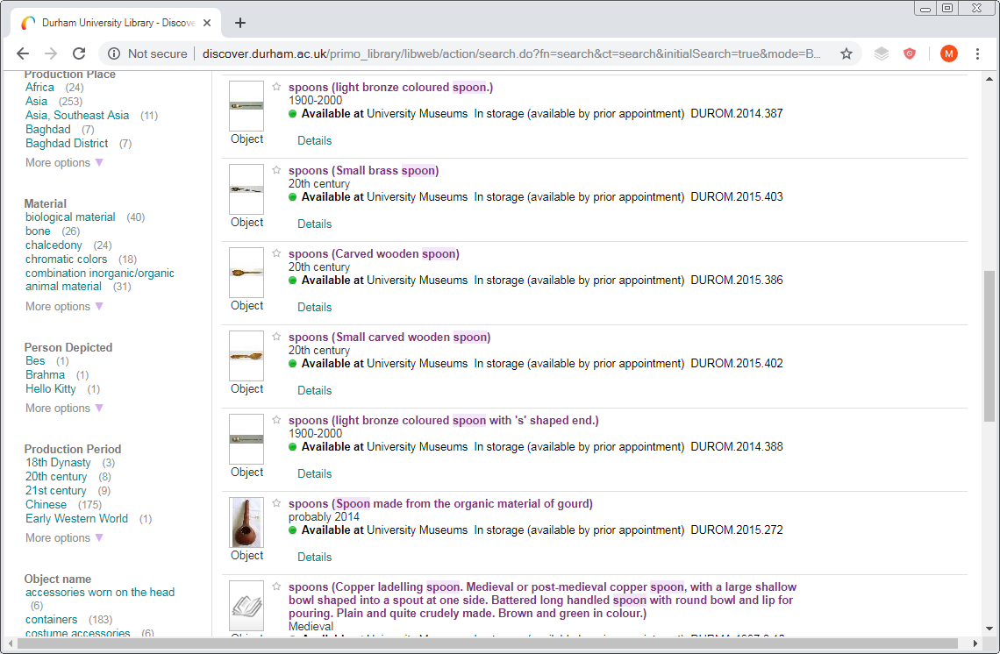 Durham University Library - Discove
Not secure
discover.durham.ac.uk/primo_library/libweb/action/search.do?fn=search&ct=search&initialSearch=true&mode=B...
M
Production Place
Africa (24)
Asia (253)
Asia, Southeast Asia (11)
Baghdad (7)
Baghdad District (7)
More options
Material
biological material (40)
bone (26)
chalcedony (24)
chromatic colors (18)
combination inorganic/organic
animal material (31)
More options
Person Depicted
Bes (1)
Brahma (1)
Hello Kitty (1)
More options
Production Period
18th Dynasty (3)
20th century (8)
21st century (9)
Chinese (175)
Early Western World (1)
More options
Object name
accessories worn on the head
(6)
containers (183)
costume accessories (6)
spoons (light bronze coloured spoon.)
1900-2000
Available at University Museums In storage (available by prior appointment) DUROM.2014.387
Object
Details
spoons (Small brass spoon)
20th century
Available at University Museums In storage (available by prior appointment) DUROM.2015.403
Object
Details
spoons (Carved wooden spoon)
20th century
Available at University Museums In storage (available by prior appointment) DUROM.2015.386
Object
Details
spoons (Small carved wooden spoon)
20th century
Available at University Museums In storage (available by prior appointment) DUROM.2015.402
Object
Details
spoons (light bronze coloured spoon with 's' shaped end.)
1900-2000
Available at University Museums In storage (available by prior appointment) DUROM.2014.388
Object
Details
spoons (Spoon made from the organic material of gourd)
probably 2014
Available at University Museums In storage (available by prior appointment) DUROM.2015.272
Object
Details
spoons (Copper ladelling spoon. Medieval or post-medieval copper spoon, with a large shallow
bowl shaped into a spout at one side. Battered long handled spoon with round bowl and lip for
pouring. Plain and quite crudely made. Brown and green in colour.)
Medieval